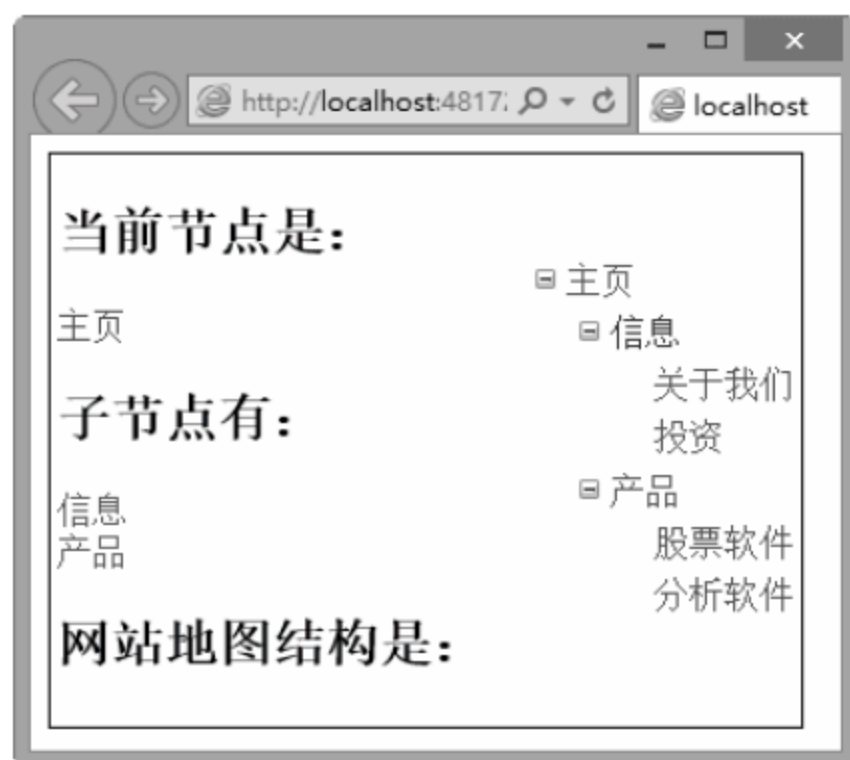 http://localhost:4817
localhost
当前节点是：
主页
子节点有：
信息
产品
网站地图结构是：
主页
信息
关于我们
投资
产品
股票软件
分析软件